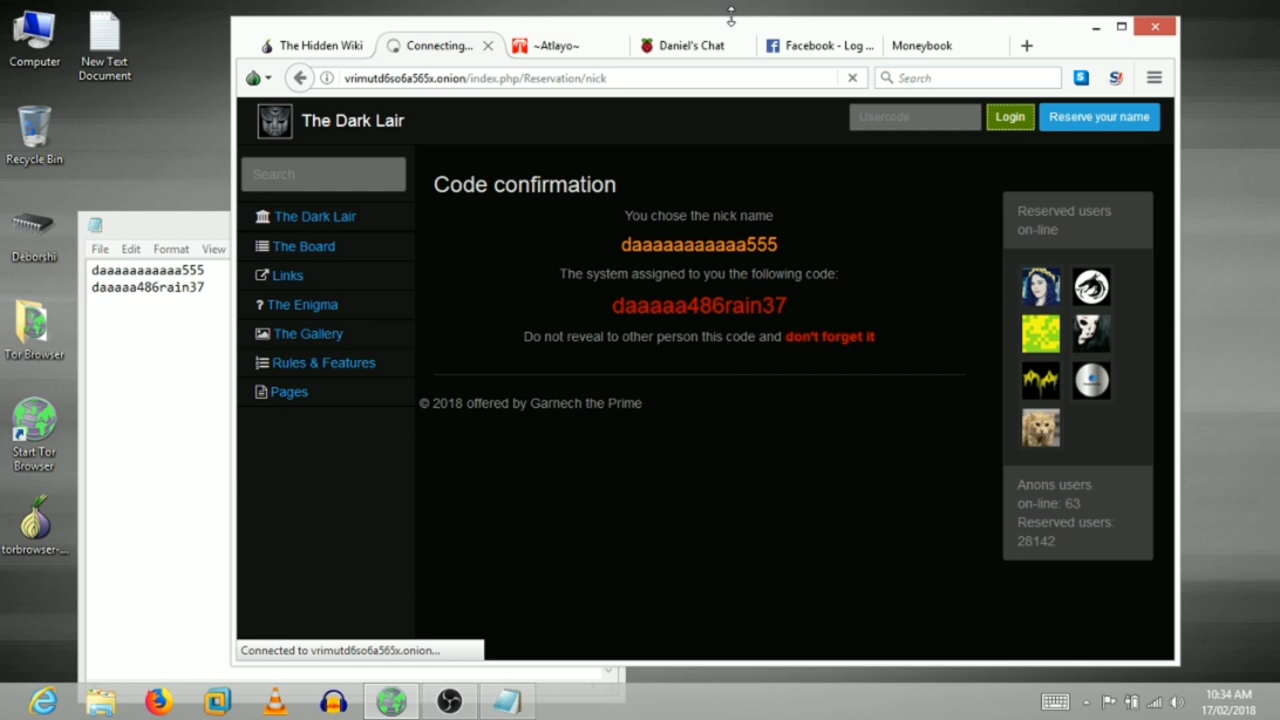 Computer
New Text
Document
Recycle Bin
Deborshi
Tor Browser
Start Tor
Browser
torbrowser-...
File Edit Format View
daaaaaaaaaaa555
daaaaa486rain37
The Hidden Wiki
Connecting...
~Atlayo~
Daniel's Chat
Facebook - Log ...
Moneybook
vrimutd6so6a565x.onion/index.php/Reservation/nick
Search
The Dark Lair
Usercode
Login
Reserve your name
Search
The Dark Lair
The Board
Links
? The Enigma
The Gallery
Rules & Features
Pages
Code confirmation
You chose the nick name
daaaaaaaaaaa555
The system assigned to you the following code:
daaaaa486rain37
Do not reveal to other person this code and don't forget it
© 2018 offered by Garnech the Prime
Reserved users
on-line
Anons users
on-line: 63
Reserved users:
28142
Connected to vrimutd6so6a565x.onion...
10:34 AM
17/02/2018